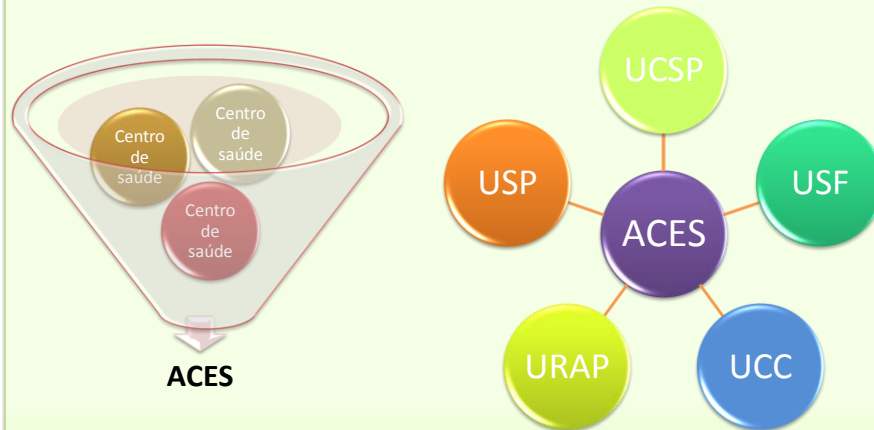 Centro
de
saúde
Centro
de
saúde
Centro
de
saúde
ACES
UCSP
USP
USF
ACES
URAP
UCC